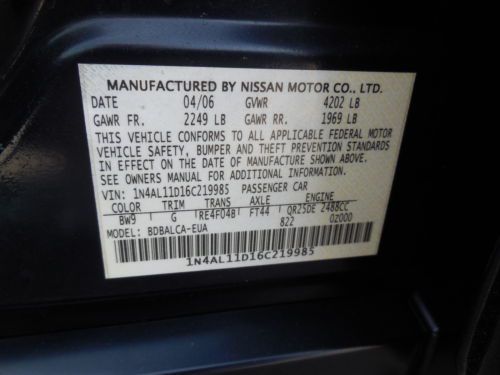 MANUFACTURED BY NISSAN MOTOR CO., LTD.
DATE 04/06 GVWR 4202 LB
GAWR FR. 2249 LB GAWR RR. 1969 LB
THIS VEHICLE CONFORMS TO ALL APPLICABLE FEDERAL MOTOR
VEHICLE SAFETY, BUMPER AND THEFT PREVENTION STANDARDS
IN EFFECT ON THE DATE OF MANUFACTURE SHOWN ABOVE.
SEE OWNERS MANUAL FOR ADDITIONAL INFORMATION.
VIN: 1N4AL11D16C219985 PASSENGER CAR
COLOR TRIM TRANS AXLE ENGINE
BW9 G RE4F04B FT44 QR25DE 2488CC
MODEL: BDBALCA-EUA 822 0Z000
1N4AL11D16C219985